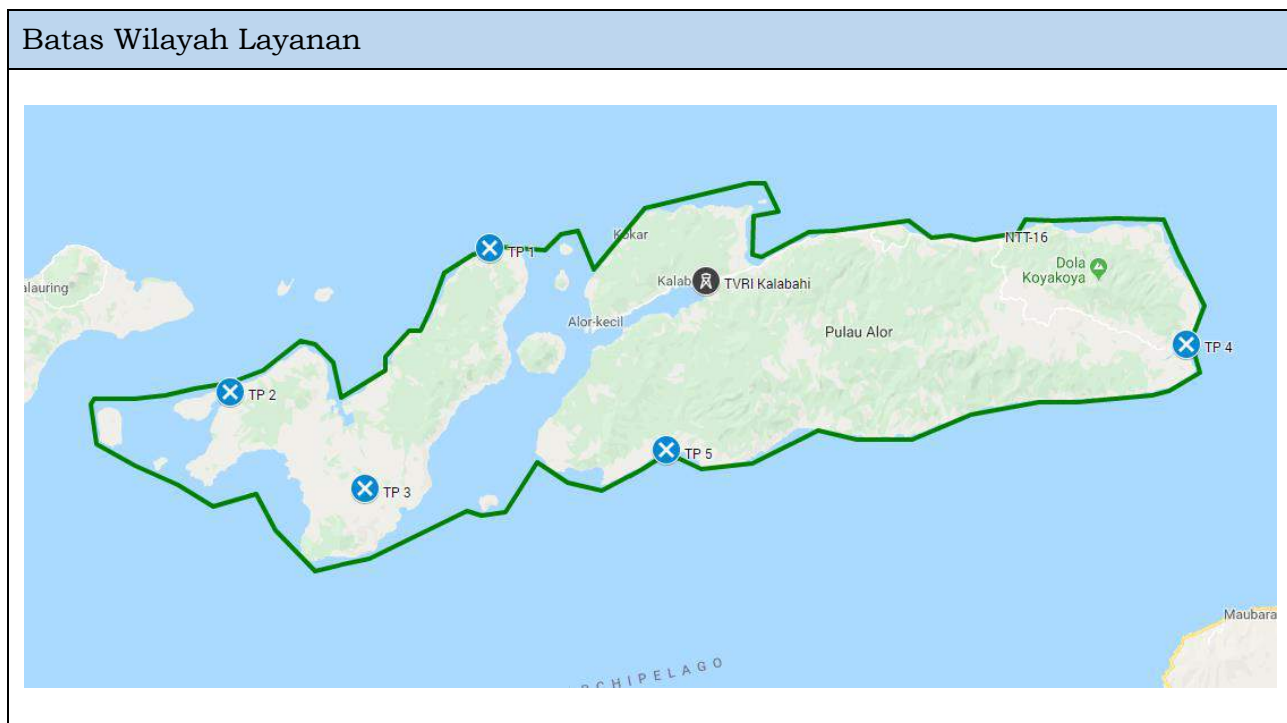 Batas Wilayah Layanan
TP 1
Kokar
NTT-16
Dola
Koyakoya
alauring
Kalab
TVRI Kalabahi
Alor-kecil
Pulau Alor
TP 4
TP 2
TP 5
TP 3
Maubara
CHIPELAGO